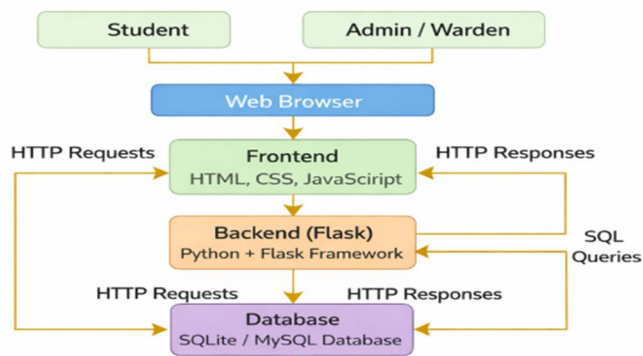 Student
Admin / Warden
Web Browser
HTTP Requests
Frontend
HTTP Responses
HTML, CSS, JavaSciript
Backend (Flask)
Python + Flask Framework
SQL
Queries
HTTP Requests
HTTP Responses
Database
SQLite / MySQL Database